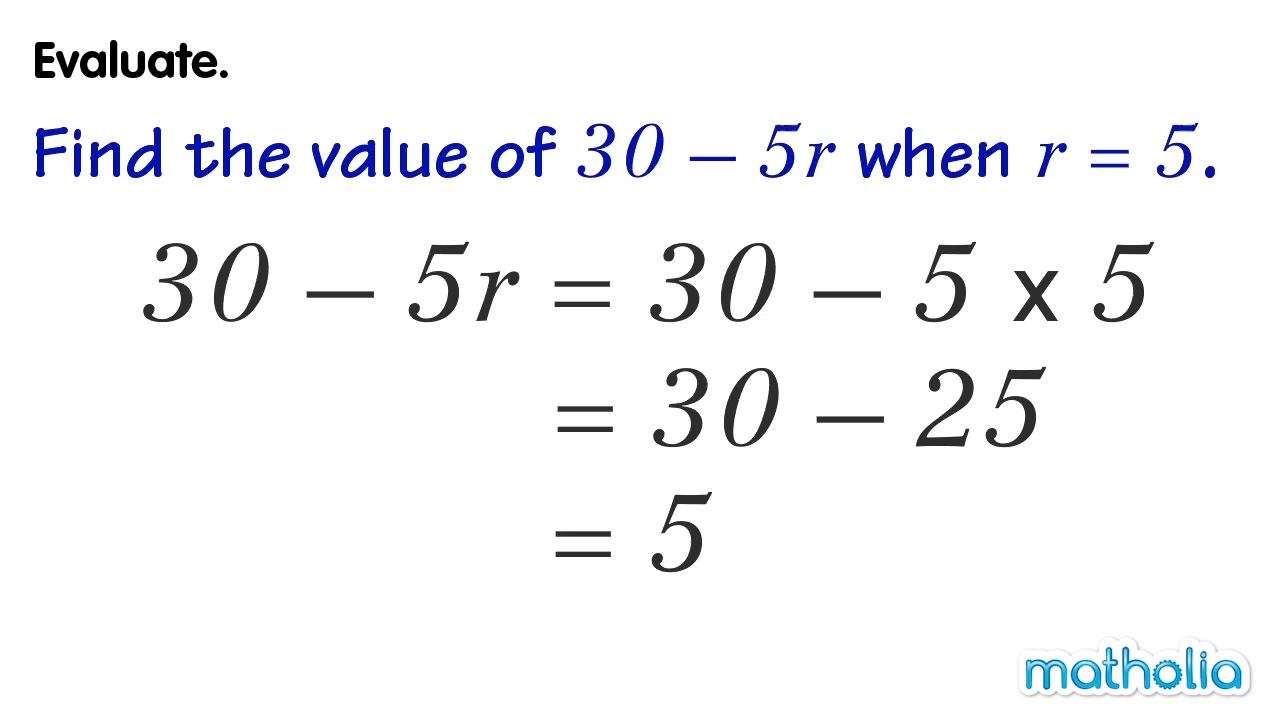 Evaluate.
Find the value of 30 – 5r when r = 5.
30 – 5r = 30 – 5 x 5
= 30 – 25
= 5
matholia